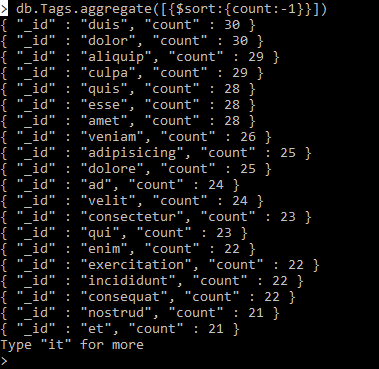 > db.Tags.aggregate([{$sort:{count:-1}}])
{ "_id" : "duis", "count" : 30 }
{ "_id" : "dolor", "count" : 30 }
{ "_id" : "aliquip", "count" : 29 }
{ "_id" : "culpa", "count" : 29 }
{ "_id" : "quis", "count" : 28 }
{ "_id" : "esse", "count" : 28 }
{ "_id" : "amet", "count" : 28 }
{ "_id" : "veniam", "count" : 26 }
{ "_id" : "adipisicing", "count" : 25 }
{ "_id" : "dolore", "count" : 25 }
{ "_id" : "ad", "count" : 24 }
{ "_id" : "velit", "count" : 24 }
{ "_id" : "consectetur", "count" : 23 }
{ "_id" : "qui", "count" : 23 }
{ "_id" : "enim", "count" : 22 }
{ "_id" : "exercitation", "count" : 22 }
{ "_id" : "incididunt", "count" : 22 }
{ "_id" : "consequat", "count" : 22 }
{ "_id" : "nostrud", "count" : 21 }
{ "_id" : "et", "count" : 21 }
Type "it" for more
>